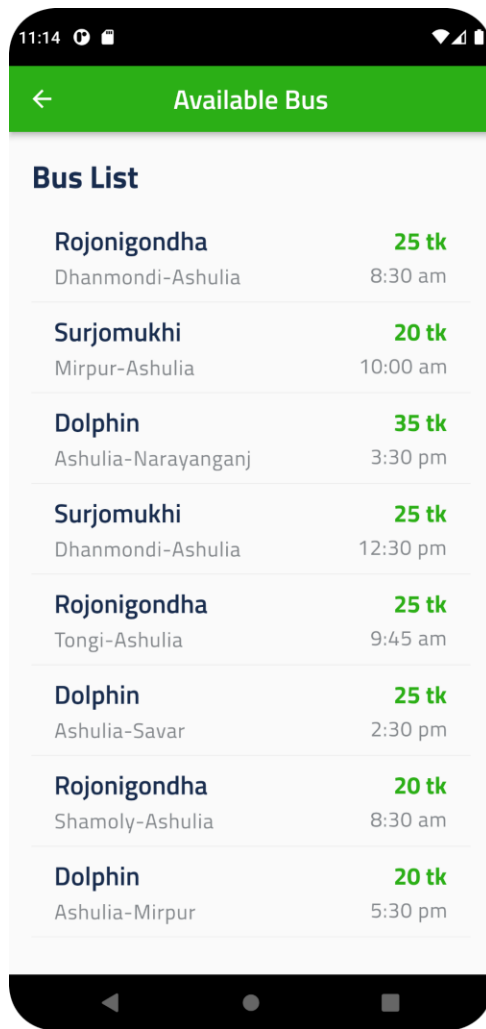 11:14
Available Bus
Bus List
Rojonigondha 25 tk
Dhanmondi-Ashulia 8:30 am
Surjomukhi 20 tk
Mirpur-Ashulia 10:00 am
Dolphin 35 tk
Ashulia-Narayanganj 3:30 pm
Surjomukhi 25 tk
Dhanmondi-Ashulia 12:30 pm
Rojonigondha 25 tk
Tongi-Ashulia 9:45 am
Dolphin 25 tk
Ashulia-Savar 2:30 pm
Rojonigondha 20 tk
Shamoly-Ashulia 8:30 am
Dolphin 20 tk
Ashulia-Mirpur 5:30 pm